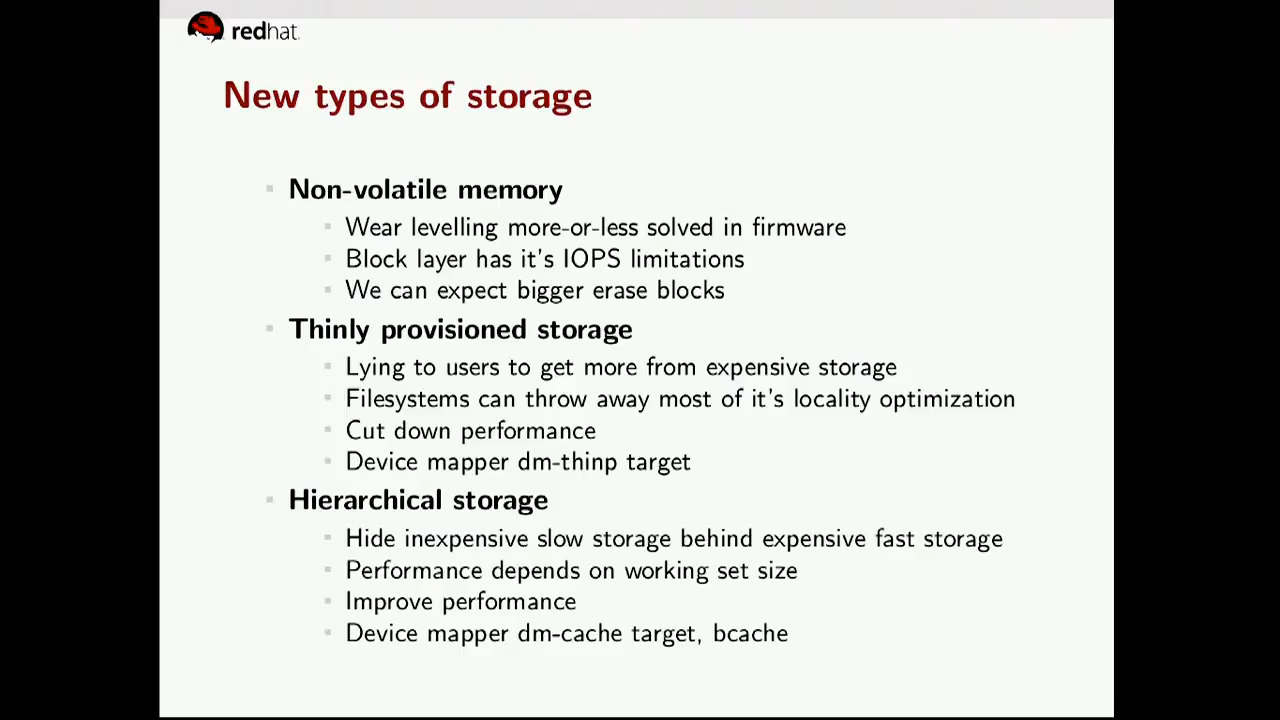 redhat.
New types of storage
Non-volatile memory
Wear levelling more-or-less solved in firmware
Block layer has it's IOPS limitations
We can expect bigger erase blocks
Thinly provisioned storage
Lying to users to get more from expensive storage
Filesystems can throw away most of it's locality optimization
Cut down performance
Device mapper dm-thinp target
Hierarchical storage
Hide inexpensive slow storage behind expensive fast storage
Performance depends on working set size
Improve performance
Device mapper dm-cache target, bcache